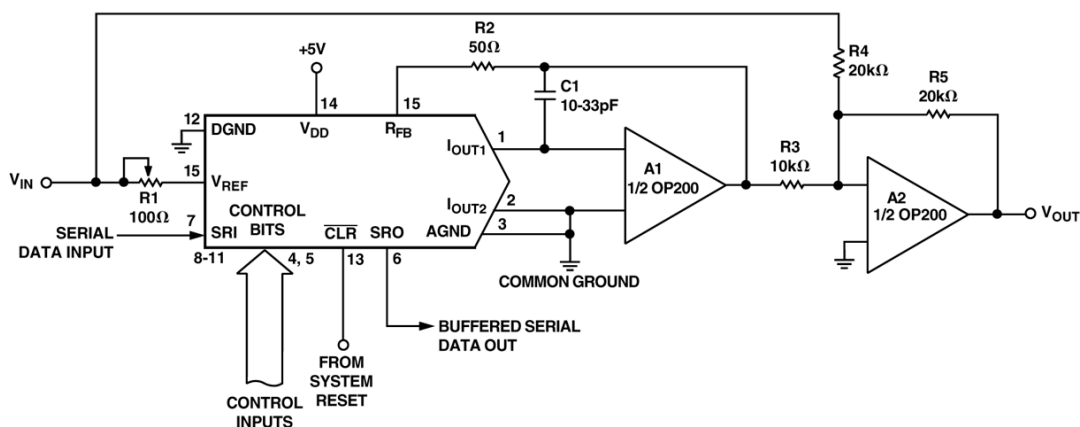 R2
50Ω
+5V
R4
20kΩ
R5
20kΩ
C1
10-33pF
12
DGND
14
VDD
15
RFB
IOUT1
1
A1
1/2 OP200
R3
10kΩ
A2
1/2 OP200
VIN
R1
100Ω
15
VREF
CONTROL
BITS
IOUT2
2
AGND
3
VOUT
SERIAL
DATA INPUT
7
SRI
CLR
SRO
8-11
4, 5
13
6
COMMON GROUND
BUFFERED SERIAL
DATA OUT
FROM
SYSTEM
RESET
CONTROL
INPUTS